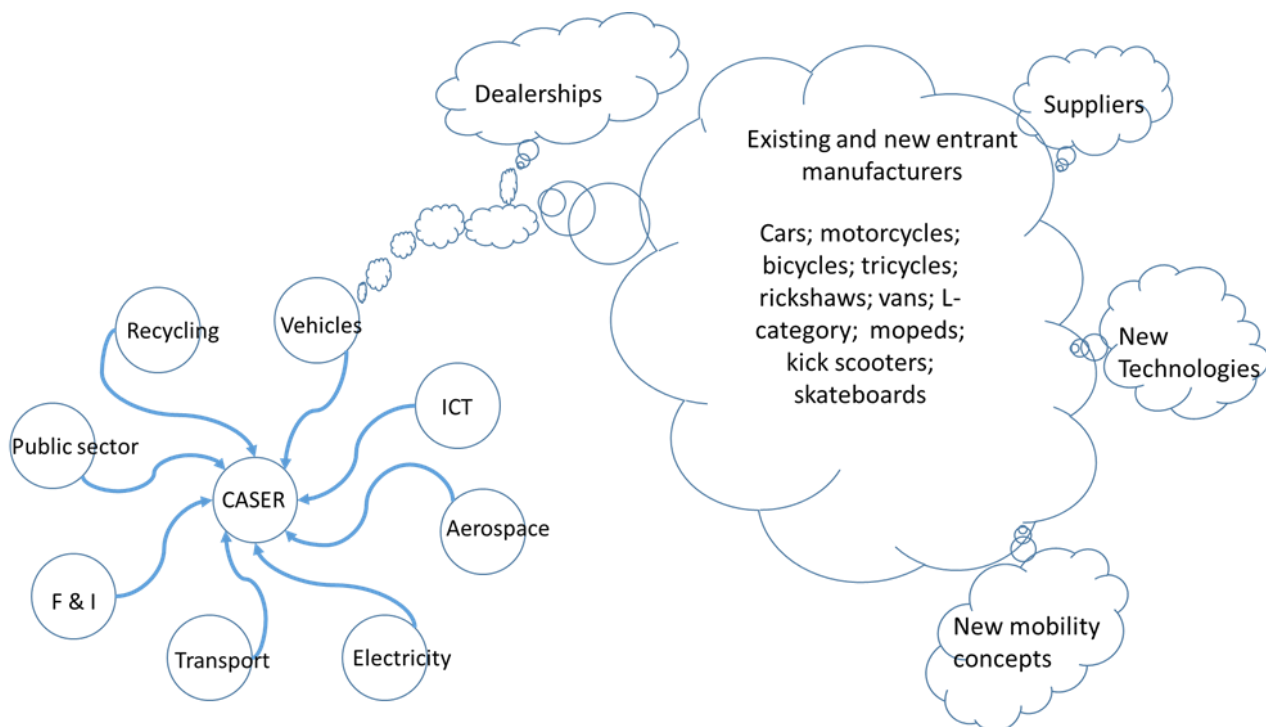 Dealerships
Suppliers
Existing and new entrant
manufacturers
Cars; motorcycles;
bicycles; tricycles;
rickshaws; vans; L-
category; mopeds;
kick scooters;
skateboards
New
Technologies
New mobility
concepts
Recycling
Vehicles
ICT
Public sector
CASER
Aerospace
F & I
Transport
Electricity